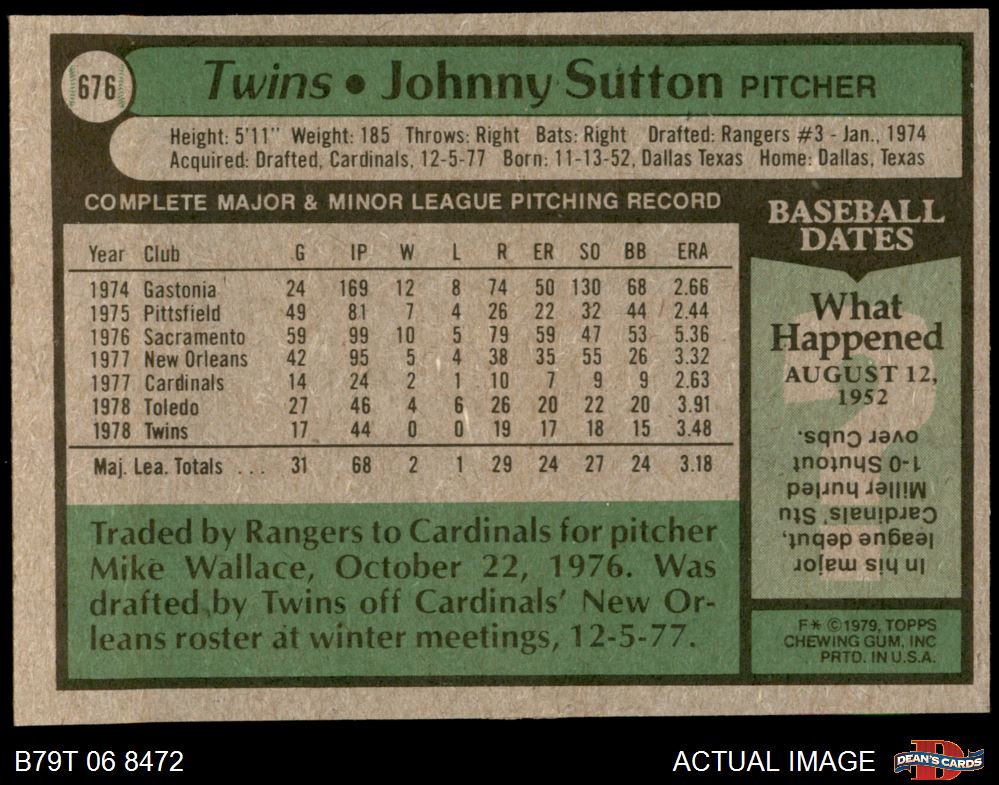 676
Twins • Johnny Sutton PITCHER
Height: 5'11" Weight: 185 Throws: Right Bats: Right Drafted: Rangers #3 - Jan., 1974
Acquired: Drafted, Cardinals, 12-5-77 Born: 11-13-52, Dallas Texas Home: Dallas, Texas
COMPLETE MAJOR & MINOR LEAGUE PITCHING RECORD
Year Club G IP W L R ER SO BB ERA
1974 Gastonia 24 169 12 8 74 50 130 68 2.66
1975 Pittsfield 49 81 7 4 26 22 32 44 2.44
1976 Sacramento 59 99 10 5 79 59 47 53 5.36
1977 New Orleans 42 95 5 4 38 35 55 26 3.32
1977 Cardinals 14 24 2 1 10 7 9 9 2.63
1978 Toledo 27 46 4 6 26 20 22 20 3.91
1978 Twins 17 44 0 0 19 17 18 15 3.48
Maj. Lea. Totals ... 31 68 2 1 29 24 27 24 3.18
Traded by Rangers to Cardinals for pitcher
Mike Wallace, October 22, 1976. Was
drafted by Twins off Cardinals' New Or-
leans roster at winter meetings, 12-5-77.
BASEBALL
DATES
What
Happened
AUGUST 12,
1952
In his major
league debut,
Cardinals' Stu
Miller hurled
1-0 Shutout
over Cubs.
F* ©1979, TOPPS
CHEWING GUM, INC
PRTD. IN U.S.A.
B79T 06 8472
ACTUAL IMAGE
D
DEAN'S CARDS